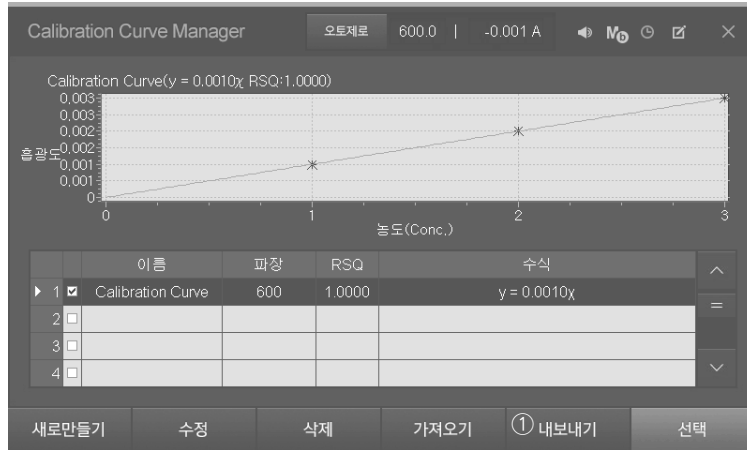 Calibration Curve Manager 오토제로 600.0 | -0.001 A
Calibration Curve(y = 0.0010χ RSQ:1.0000)
0.003
0.003
0.002
0.002
흡광도
0.001
0.001
0
0 1 2 3
농도(Conc.)
이름 파장 RSQ 수식
1 Calibration Curve 600 1.0000 y = 0.0010χ
2
3
4
새로만들기 수정 삭제 가져오기 ① 내보내기 선택